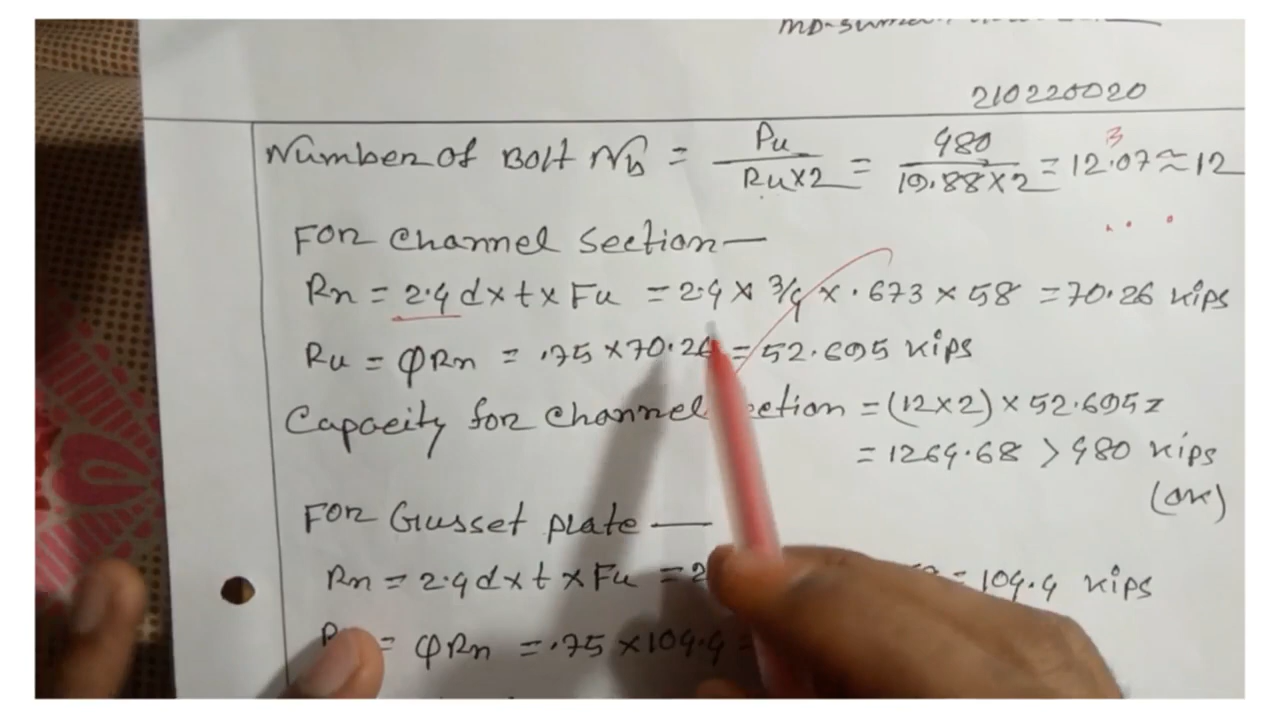 210220020
Number of Bolt Nb = Pu / Ru×2 = 480 / 19.88×2 = 12.07 ≈ 12
3
For Channel Section —
Rn = 2.4 d×t×Fu = 2.4 × 3/4 × .673 × 58 = 70.26 kips
Ru = φRn = .75 ×70.26 = 52.695 kips
Capacity for channel section = (12×2) × 52.695
= 1264.68 > 480 kips
(OK)
For Gusset plate —
Rn = 2.4d×t×Fu = 2 = 104.4 kips
= φRn = .75 ×104.4 =